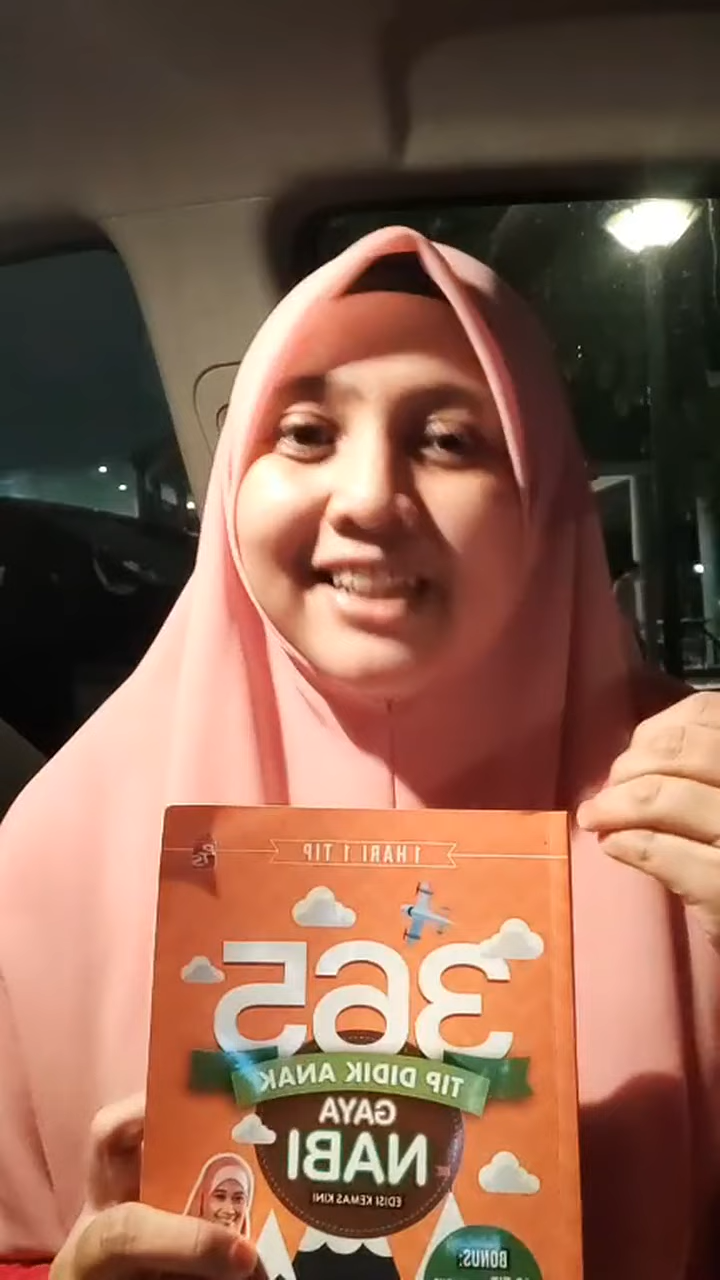 1 HARI 1 TIP
365
TIP DIDIK ANAK
GAYA
NABI
EDISI KEMAS KINI
BONUS: